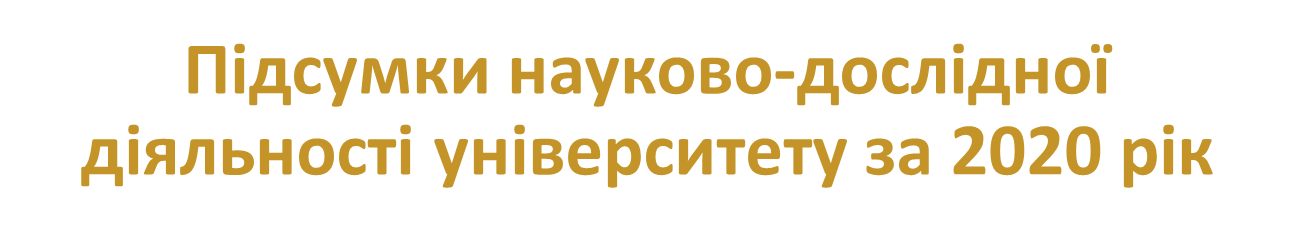 Підсумки науково-дослідної
діяльності університету за 2020 рік